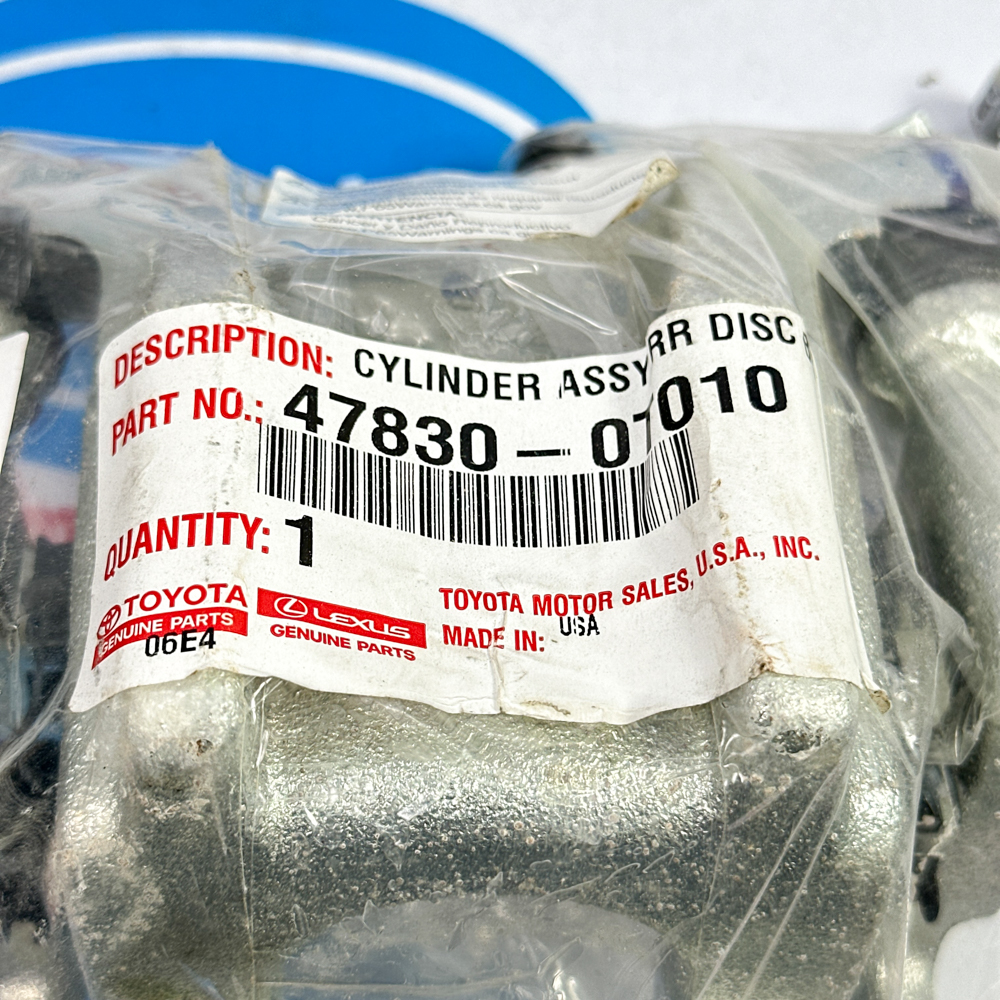 DESCRIPTION: CYLINDER ASSY RR DISC
PART NO.: 47830-0T010
QUANTITY: 1
TOYOTA
GENUINE PARTS
06E4
LEXUS
GENUINE PARTS
TOYOTA MOTOR SALES, U.S.A., INC.
MADE IN: USA